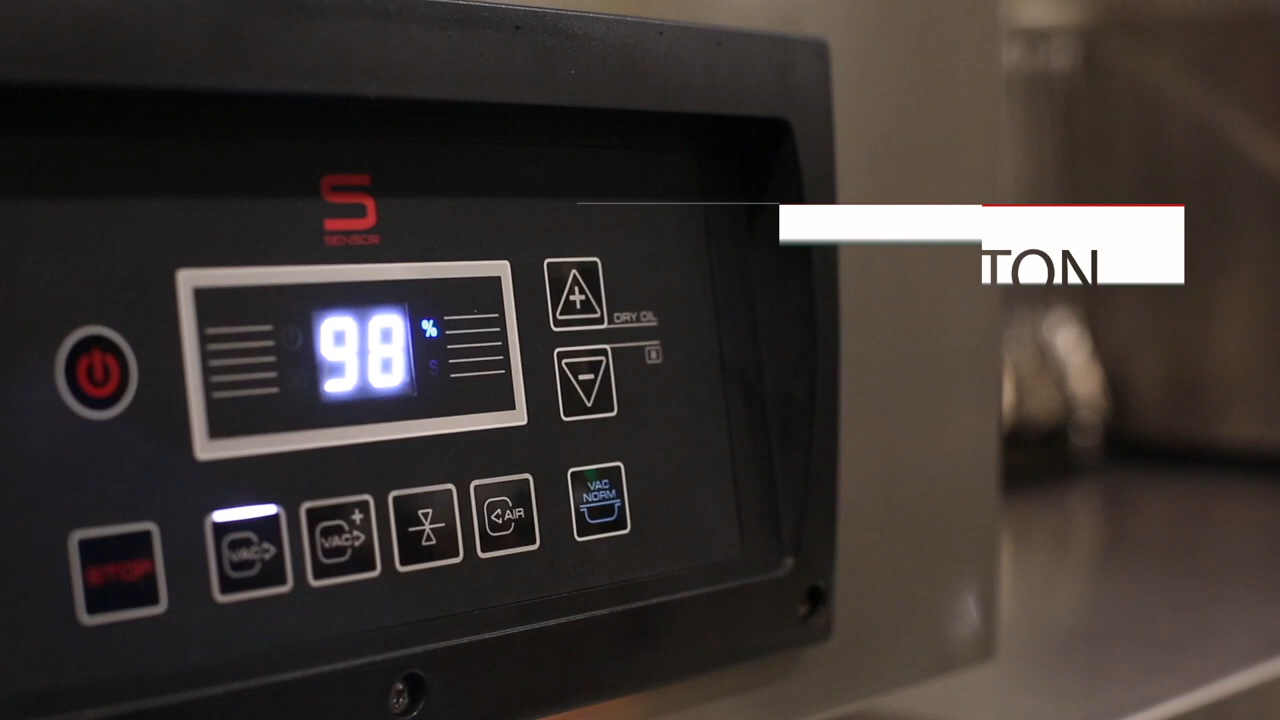 S
SENSOR
98 %
S
DRY OIL
STOP
VAC
VAC +
AIR
VAC
NORM
TON